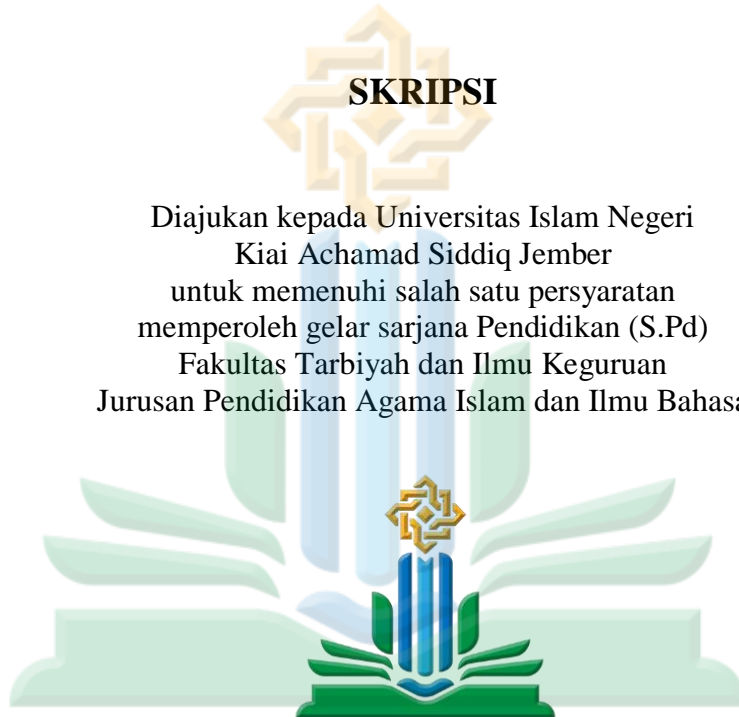 SKRIPSI
Diajukan kepada Universitas Islam Negeri
Kiai Achamad Siddiq Jember
untuk memenuhi salah satu persyaratan
memperoleh gelar sarjana Pendidikan (S.Pd)
Fakultas Tarbiyah dan Ilmu Keguruan
Jurusan Pendidikan Agama Islam dan Ilmu Bahasa